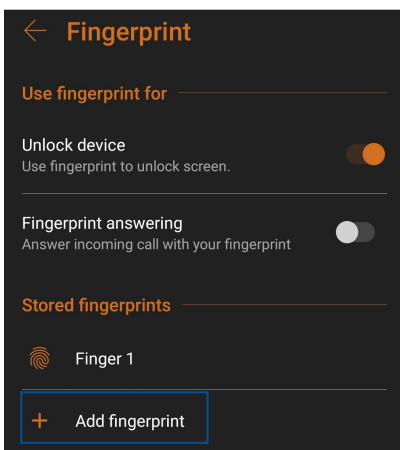 Fingerprint
Use fingerprint for
Unlock device
Use fingerprint to unlock screen.
Fingerprint answering
Answer incoming call with your fingerprint
Stored fingerprints
Finger 1
Add fingerprint